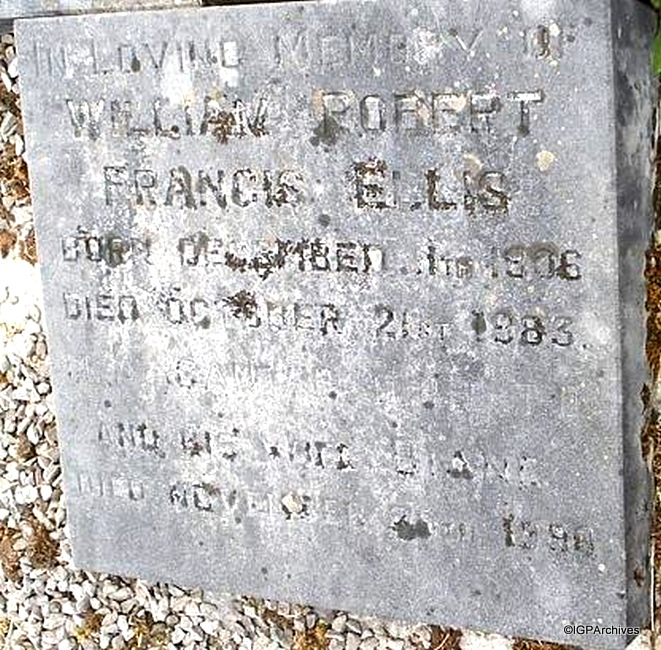 IN LOVING MEMORY OF
WILLIAM ROBERT
FRANCIS ELLIS
BORN DECEMBER 1906
DIED OCTOBER 21ST 1983.
AND HIS WIFE DIANE
DIED NOVEMBER 1990
©IGPArchives